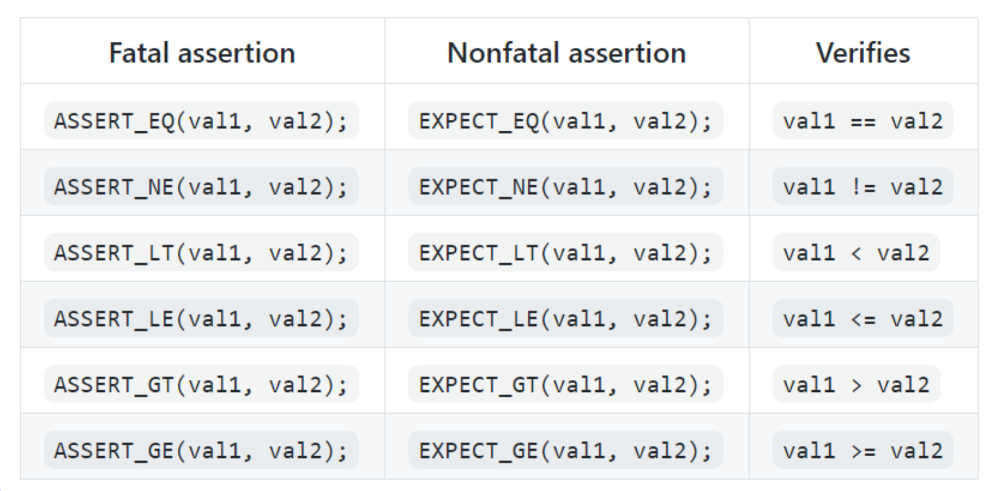 Fatal assertion Nonfatal assertion Verifies
ASSERT_EQ(val1, val2); EXPECT_EQ(val1, val2); val1 == val2
ASSERT_NE(val1, val2); EXPECT_NE(val1, val2); val1 != val2
ASSERT_LT(val1, val2); EXPECT_LT(val1, val2); val1 < val2
ASSERT_LE(val1, val2); EXPECT_LE(val1, val2); val1 <= val2
ASSERT_GT(val1, val2); EXPECT_GT(val1, val2); val1 > val2
ASSERT_GE(val1, val2); EXPECT_GE(val1, val2); val1 >= val2